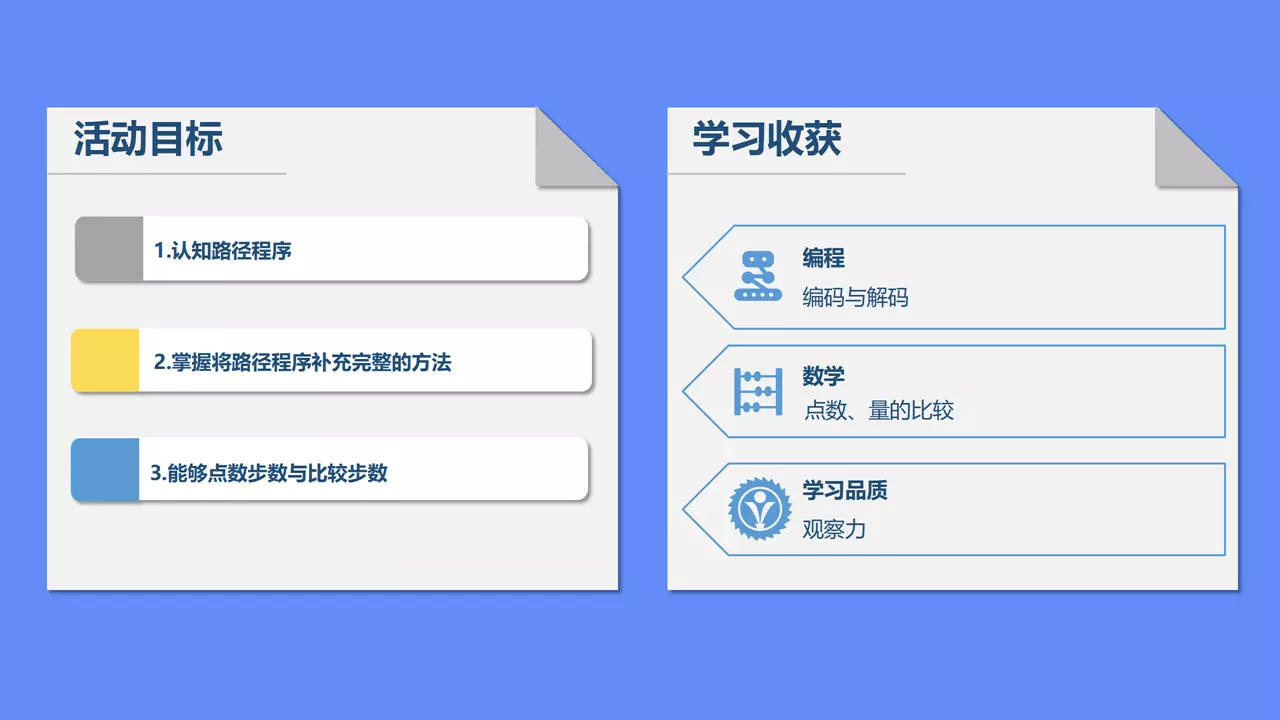 活动目标
1.认知路径程序
2.掌握将路径程序补充完整的方法
3.能够点数步数与比较步数
学习收获
编程
编码与解码
数学
点数、量的比较
学习品质
观察力